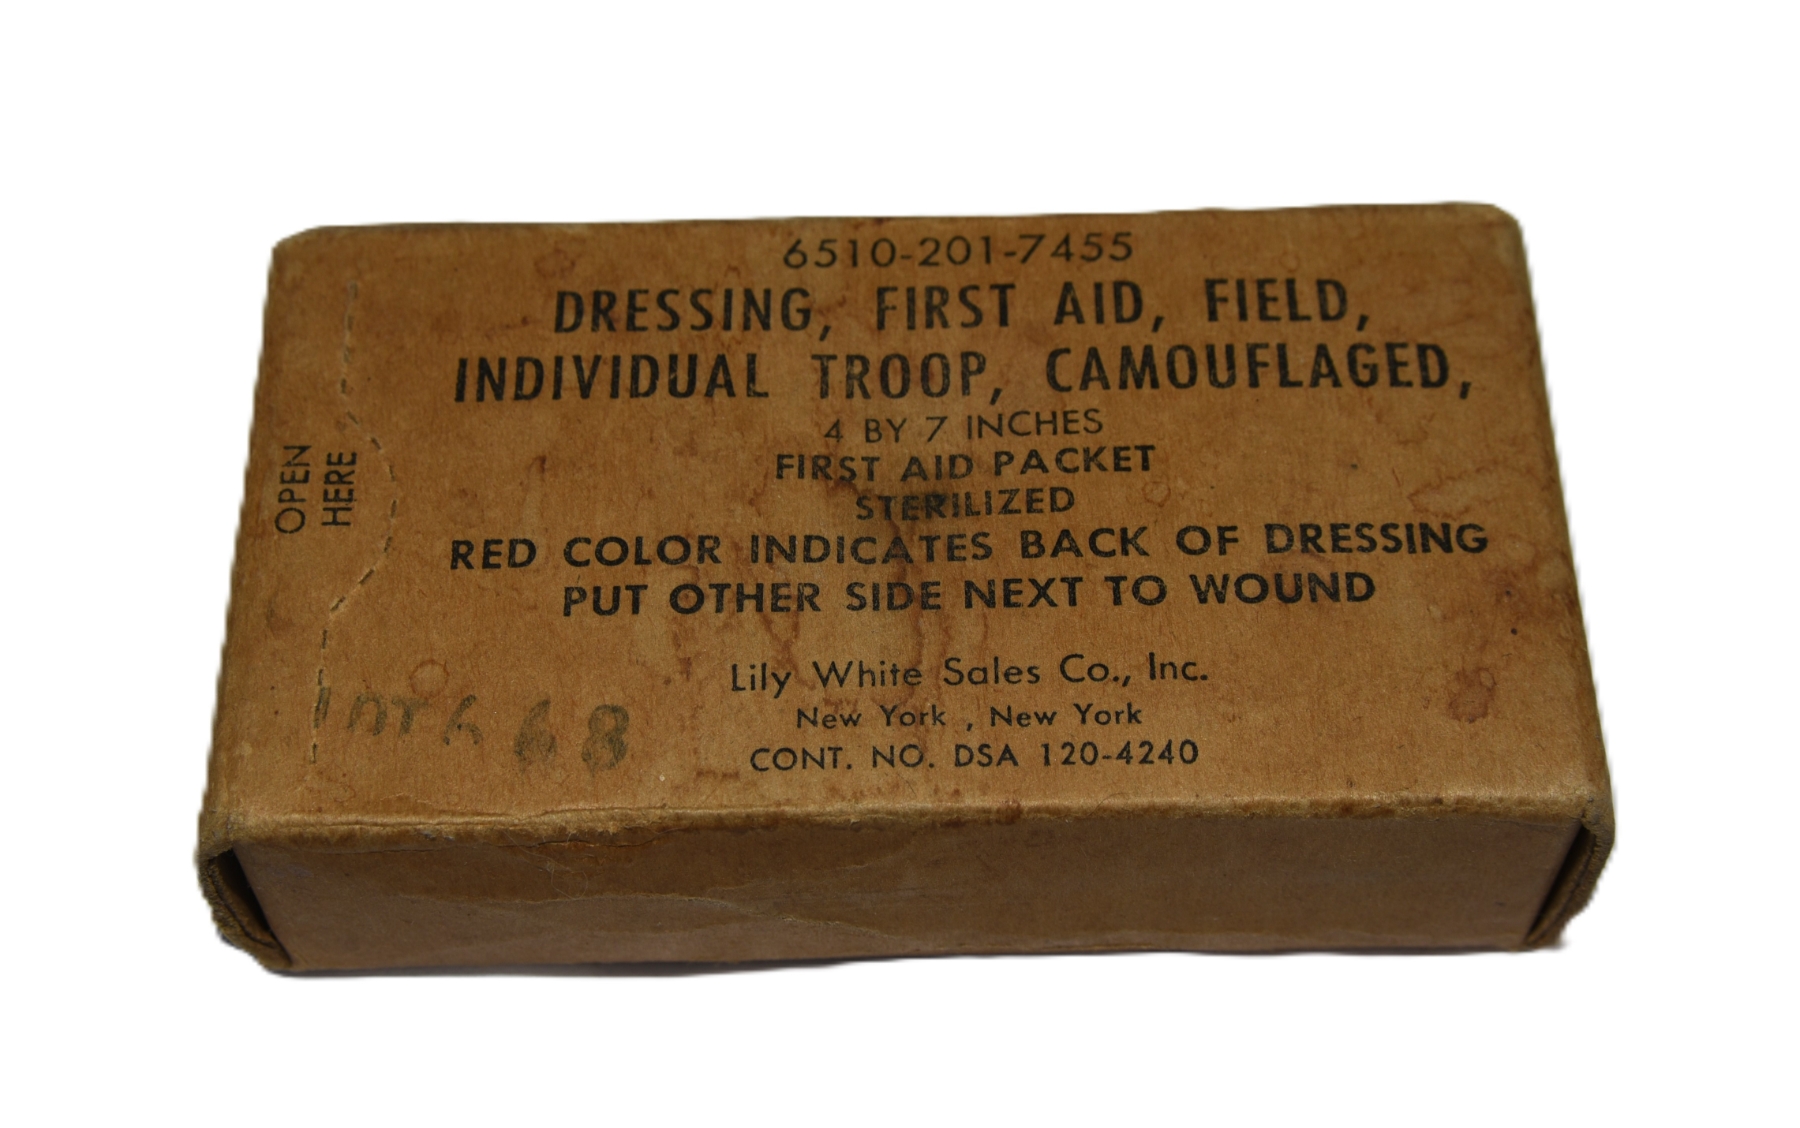 6510-201-7455
DRESSING, FIRST AID, FIELD,
INDIVIDUAL TROOP, CAMOUFLAGED,
4 BY 7 INCHES
FIRST AID PACKET
STERILIZED
RED COLOR INDICATES BACK OF DRESSING
PUT OTHER SIDE NEXT TO WOUND
Lily White Sales Co., Inc.
New York , New York
CONT. NO. DSA 120-4240
OPEN
HERE
68